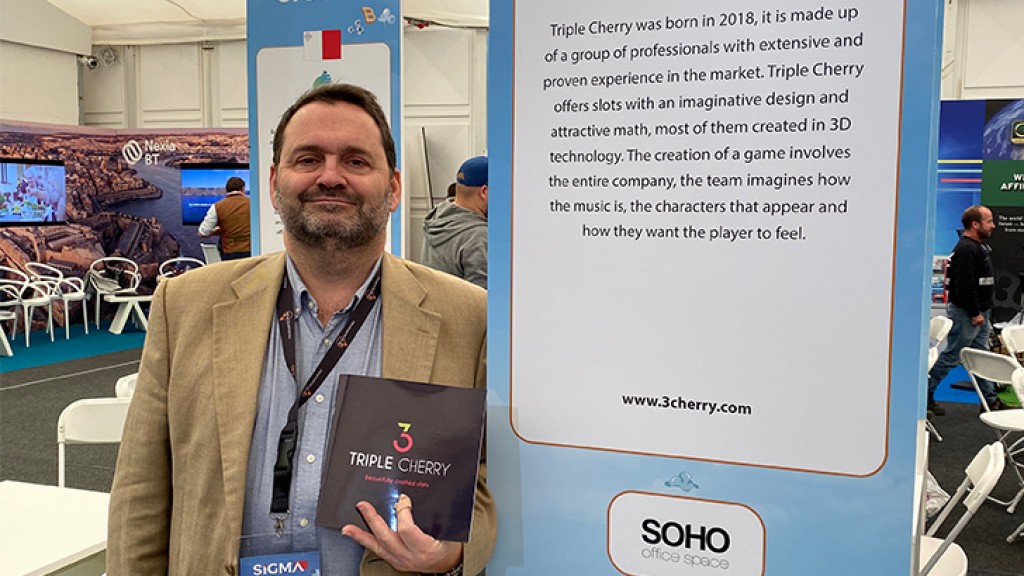 Triple Cherry was born in 2018, it is made up
of a group of professionals with extensive and
proven experience in the market. Triple Cherry
offers slots with an imaginative design and
attractive math, most of them created in 3D
technology. The creation of a game involves
the entire company, the team imagines how
the music is, the characters that appear and
how they want the player to feel.
www.3cherry.com
SOHO
office space
Nexia
BT
B
3
TRIPLE CHERRY
Beautifully crafted slots
SiGMA